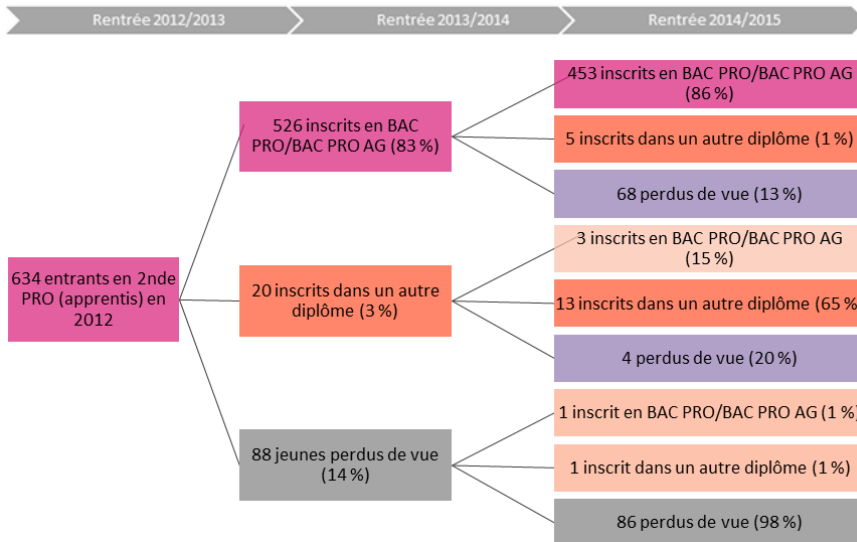 Rentrée 2012/2013
Rentrée 2013/2014
Rentrée 2014/2015
634 entrants en 2nde
PRO (apprentis) en
2012
526 inscrits en BAC
PRO/BAC PRO AG (83 %)
20 inscrits dans un autre
diplôme (3 %)
88 jeunes perdus de vue
(14 %)
453 inscrits en BAC PRO/BAC PRO AG
(86 %)
5 inscrits dans un autre diplôme (1 %)
68 perdus de vue (13 %)
3 inscrits en BAC PRO/BAC PRO AG
(15 %)
13 inscrits dans un autre diplôme (65 %
4 perdus de vue (20 %)
1 inscrit en BAC PRO/BAC PRO AG (1 %)
1 inscrit dans un autre diplôme (1 %)
86 perdus de vue (98 %)